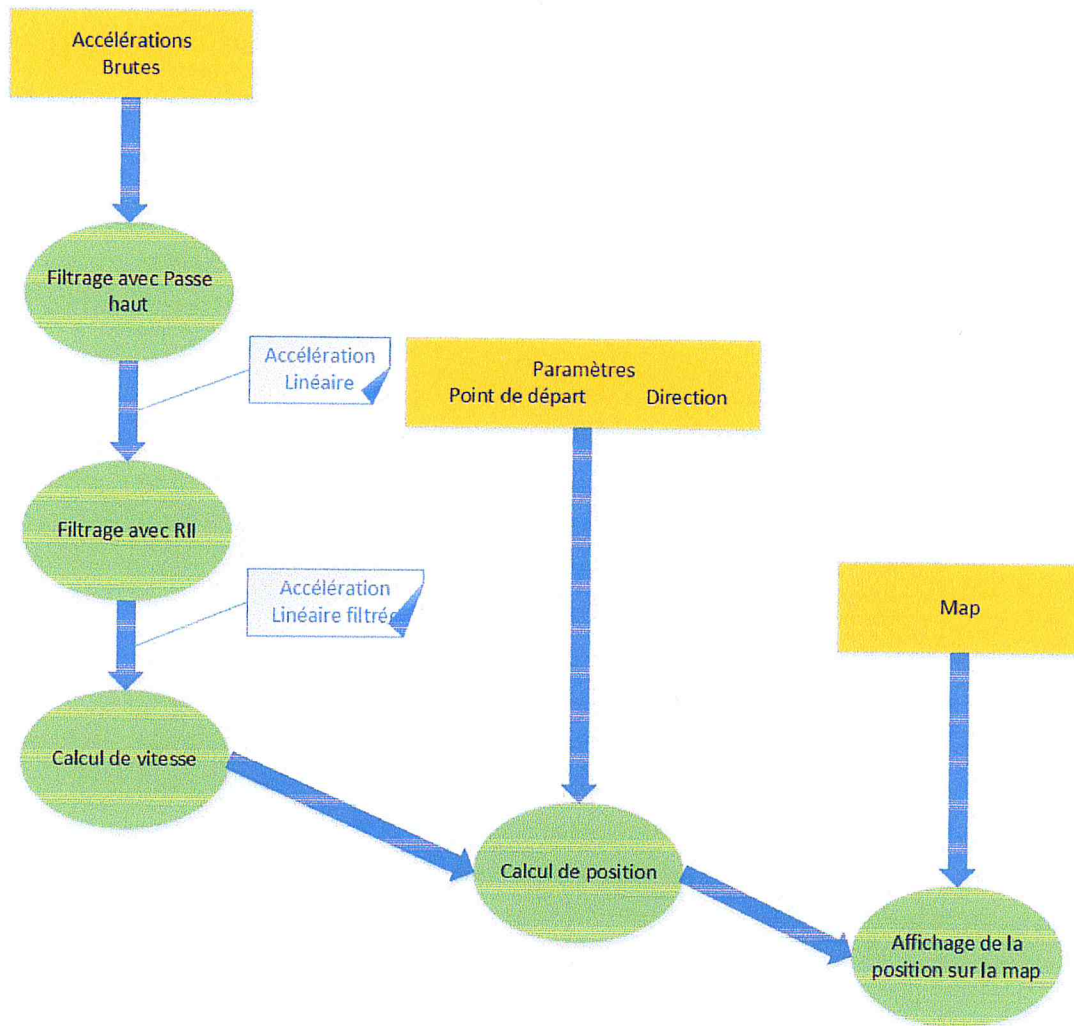 Accélérations
Brutes
Filtrage avec Passe
haut
Accélération
Linéaire
Paramètres
Point de départ Direction
Filtrage avec RII
Accélération
Linéaire filtrée
Map
Calcul de vitesse
Calcul de position
Affichage de la
position sur la map